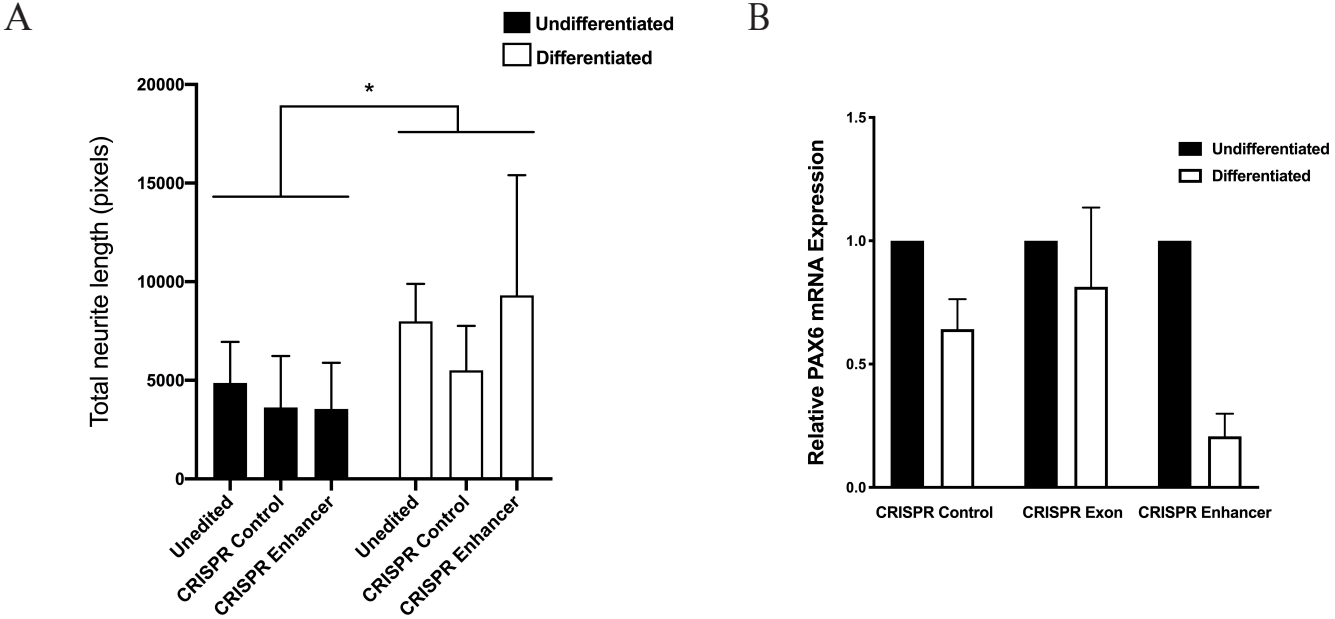 A
Undifferentiated
Differentiated
*
Total neurite length (pixels)
20000
15000
10000
5000
0
Unedited
CRISPR Control
CRISPR Enhancer
Unedited
CRISPR Control
CRISPR Enhancer
B
Undifferentiated
Differentiated
Relative PAX6 mRNA Expression
1.5
1.0
0.5
0.0
CRISPR Control
CRISPR Exon
CRISPR Enhancer